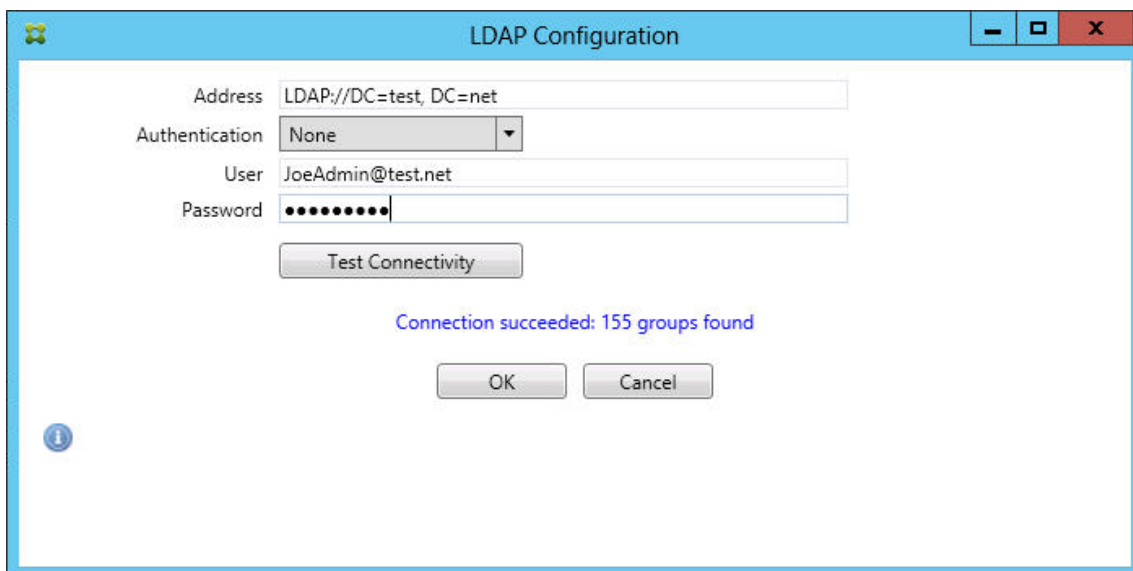 LDAP Configuration
Address LDAP://DC=test, DC=net
Authentication None
User JoeAdmin@test.net
Password •••••••••
Test Connectivity
Connection succeeded: 155 groups found
OK Cancel